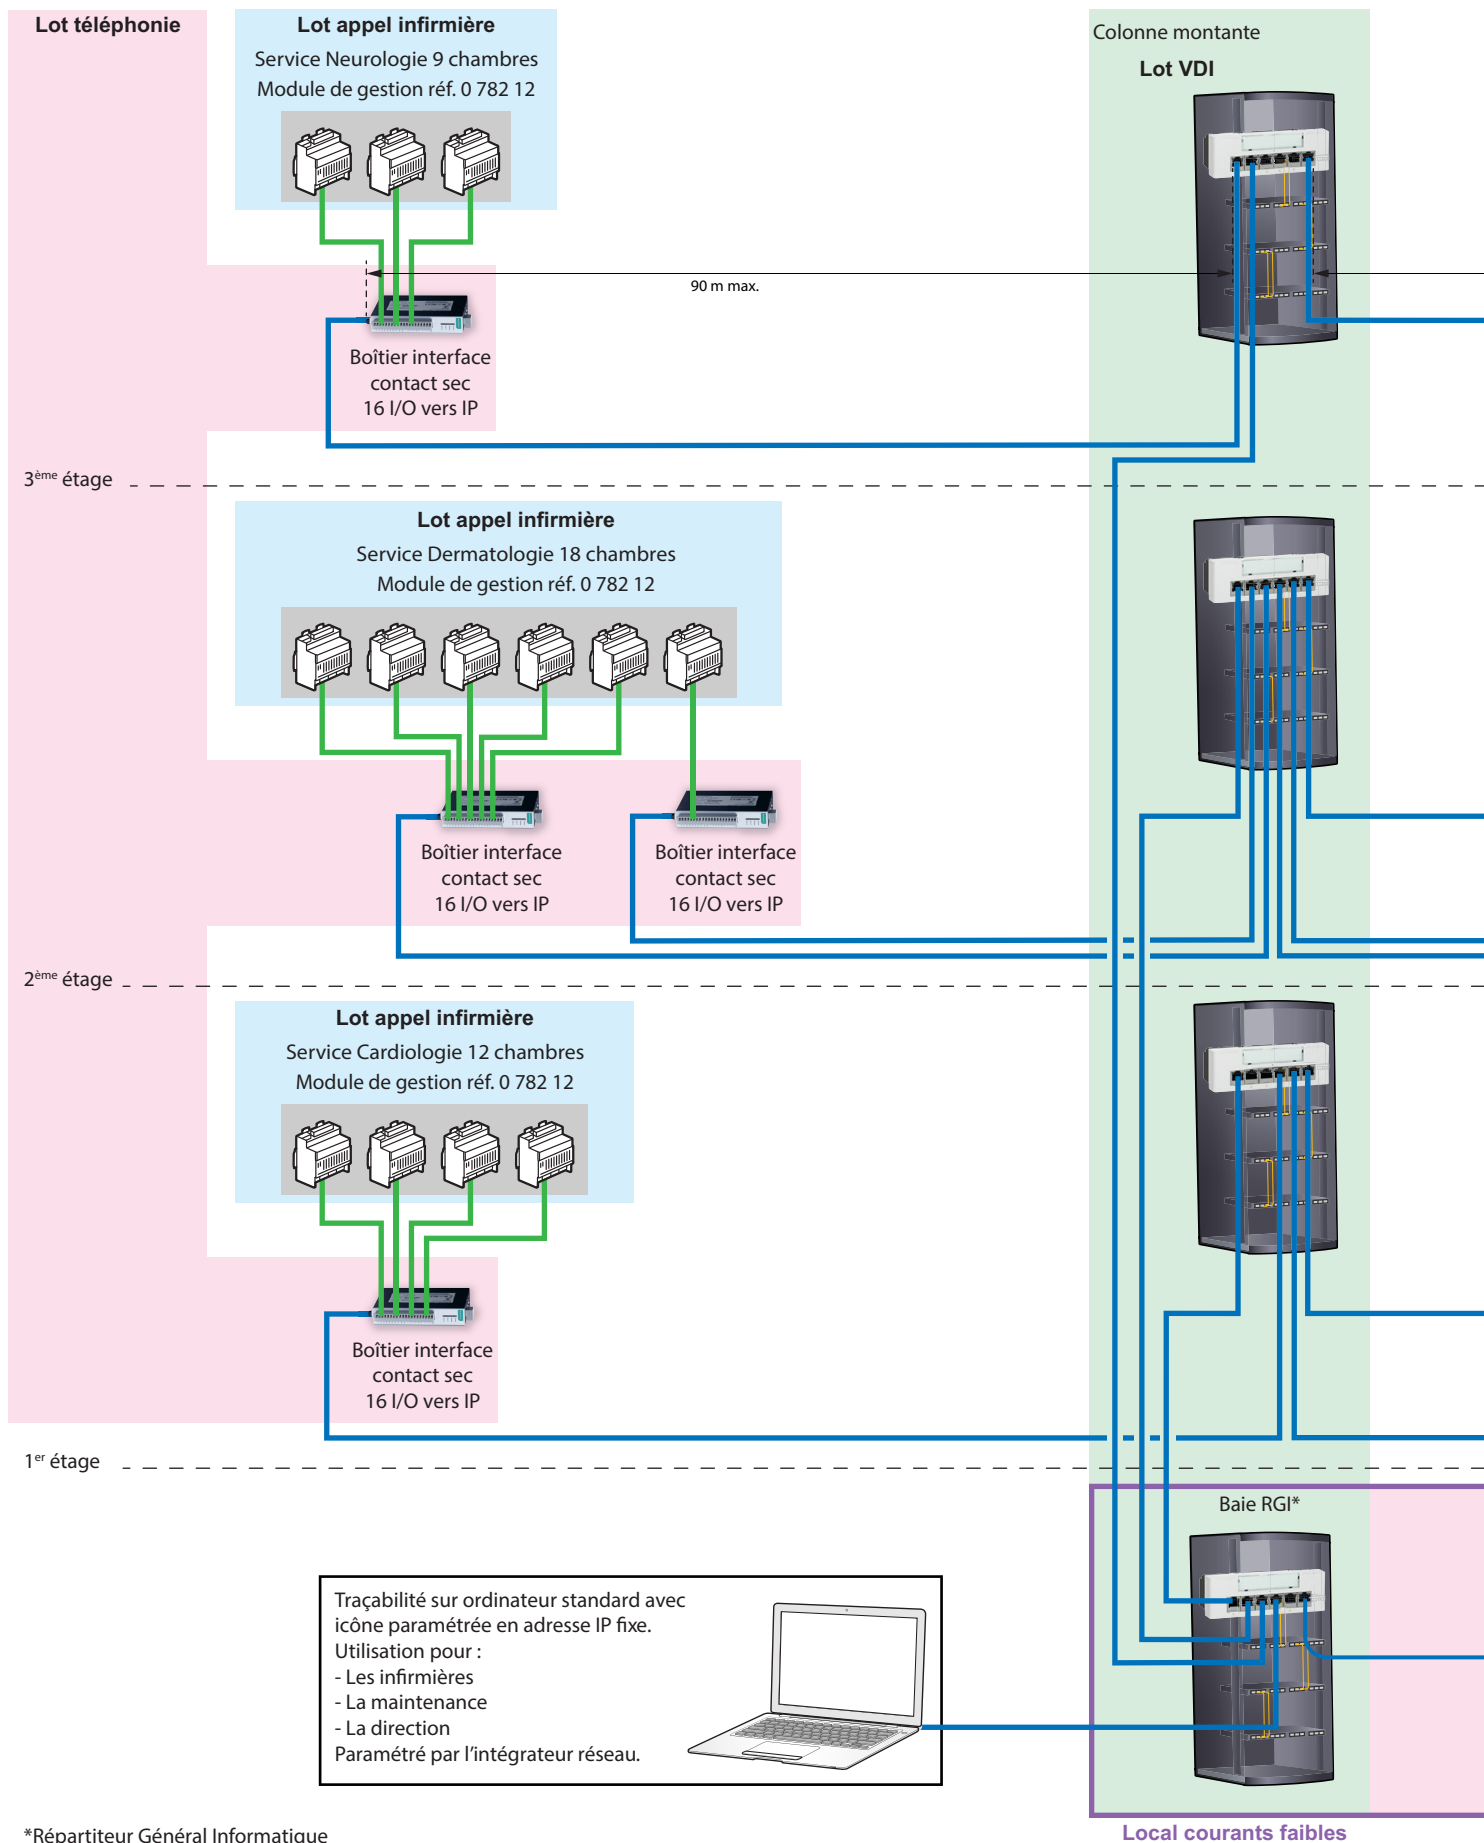 Lot téléphonie
Lot appel infirmière
Service Neurologie 9 chambres
Module de gestion réf. 0 782 12
Colonne montante
Lot VDI
90 m max.
Boîtier interface
contact sec
16 I/O vers IP
3ème étage
Lot appel infirmière
Service Dermatologie 18 chambres
Module de gestion réf. 0 782 12
Boîtier interface
contact sec
16 I/O vers IP
Boîtier interface
contact sec
16 I/O vers IP
2ème étage
Lot appel infirmière
Service Cardiologie 12 chambres
Module de gestion réf. 0 782 12
Boîtier interface
contact sec
16 I/O vers IP
1er étage
Baie RGI*
Traçabilité sur ordinateur standard avec
icône paramétrée en adresse IP fixe.
Utilisation pour :
- Les infirmières
- La maintenance
- La direction
Paramétré par l'intégrateur réseau.
Local courants faibles
*Répartiteur Général Informatique